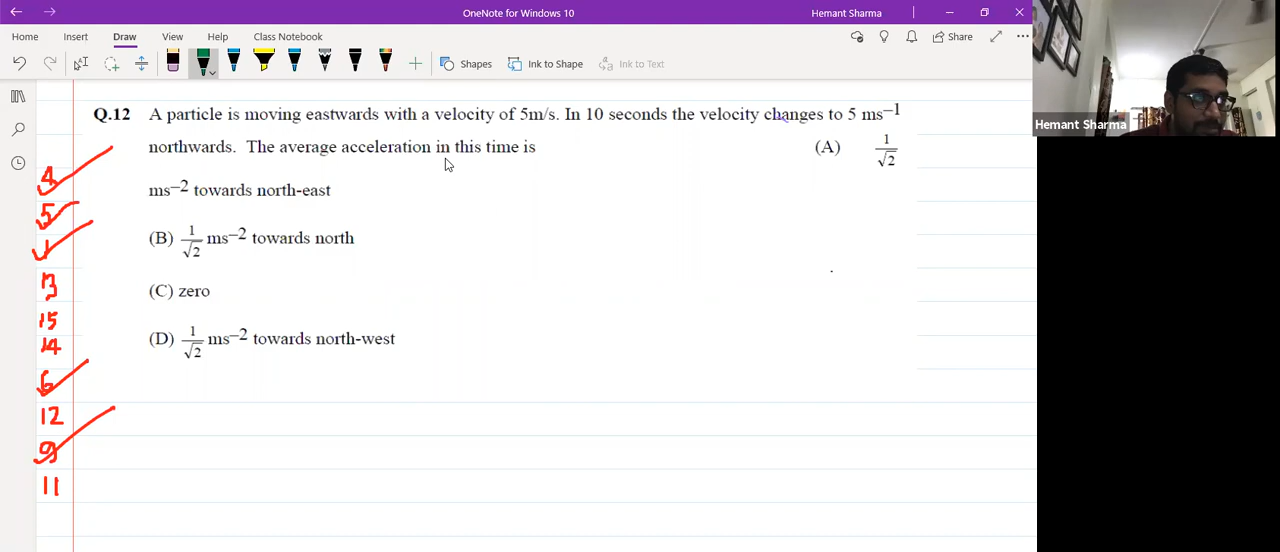 OneNote for Windows 10
Hemant Sharma
Home Insert Draw View Help Class Notebook
Share
Shapes
Ink to Shape
Ink to Text
Q.12 A particle is moving eastwards with a velocity of 5m/s. In 10 seconds the velocity changes to 5 ms⁻¹
northwards. The average acceleration in this time is (A) 1/√2
ms⁻² towards north-east
(B) 1/√2 ms⁻² towards north
(C) zero
(D) 1/√2 ms⁻² towards north-west
4
5
1
13
15
14
6
12
9
11
Hemant Sharma